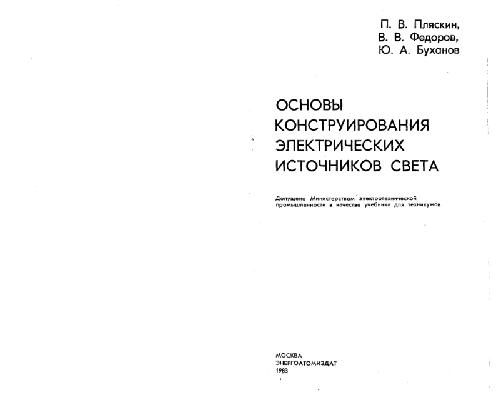 П. В. Пляскин,
В. В. Федоров,
Ю. А. Буханов
ОСНОВЫ
КОНСТРУИРОВАНИЯ
ЭЛЕКТРИЧЕСКИХ
ИСТОЧНИКОВ СВЕТА
Допущено Министерством электротехнической
промышленности в качестве учебника для техникумов
МОСКВА
ЭНЕРГОАТОМИЗДАТ
1983